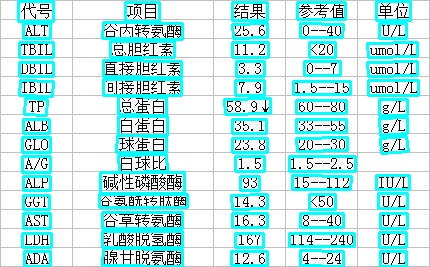 代号 项目 结果 参考值 单位
ALT 谷内转氨酶 25.6 0--40 U/L
TBIL 总胆红素 11.2 <20 umol/L
DBIL 直接胆红素 3.3 0--7 umol/L
IBIL 间接胆红素 7.9 1.5--15 umol/L
TP 总蛋白 58.9↓ 60--80 g/L
ALB 白蛋白 35.1 33--55 g/L
GLO 球蛋白 23.8 20--30 g/L
A/G 白球比 1.5 1.5--2.5
ALP 碱性磷酸酶 93 15--112 IU/L
GGT 谷氨酰转肽酶 14.3 <50 U/L
AST 谷草转氨酶 16.3 8--40 U/L
LDH 乳酸脱氢酶 167 114--240 U/L
ADA 腺甘脱氨酶 12.6 4--24 U/L